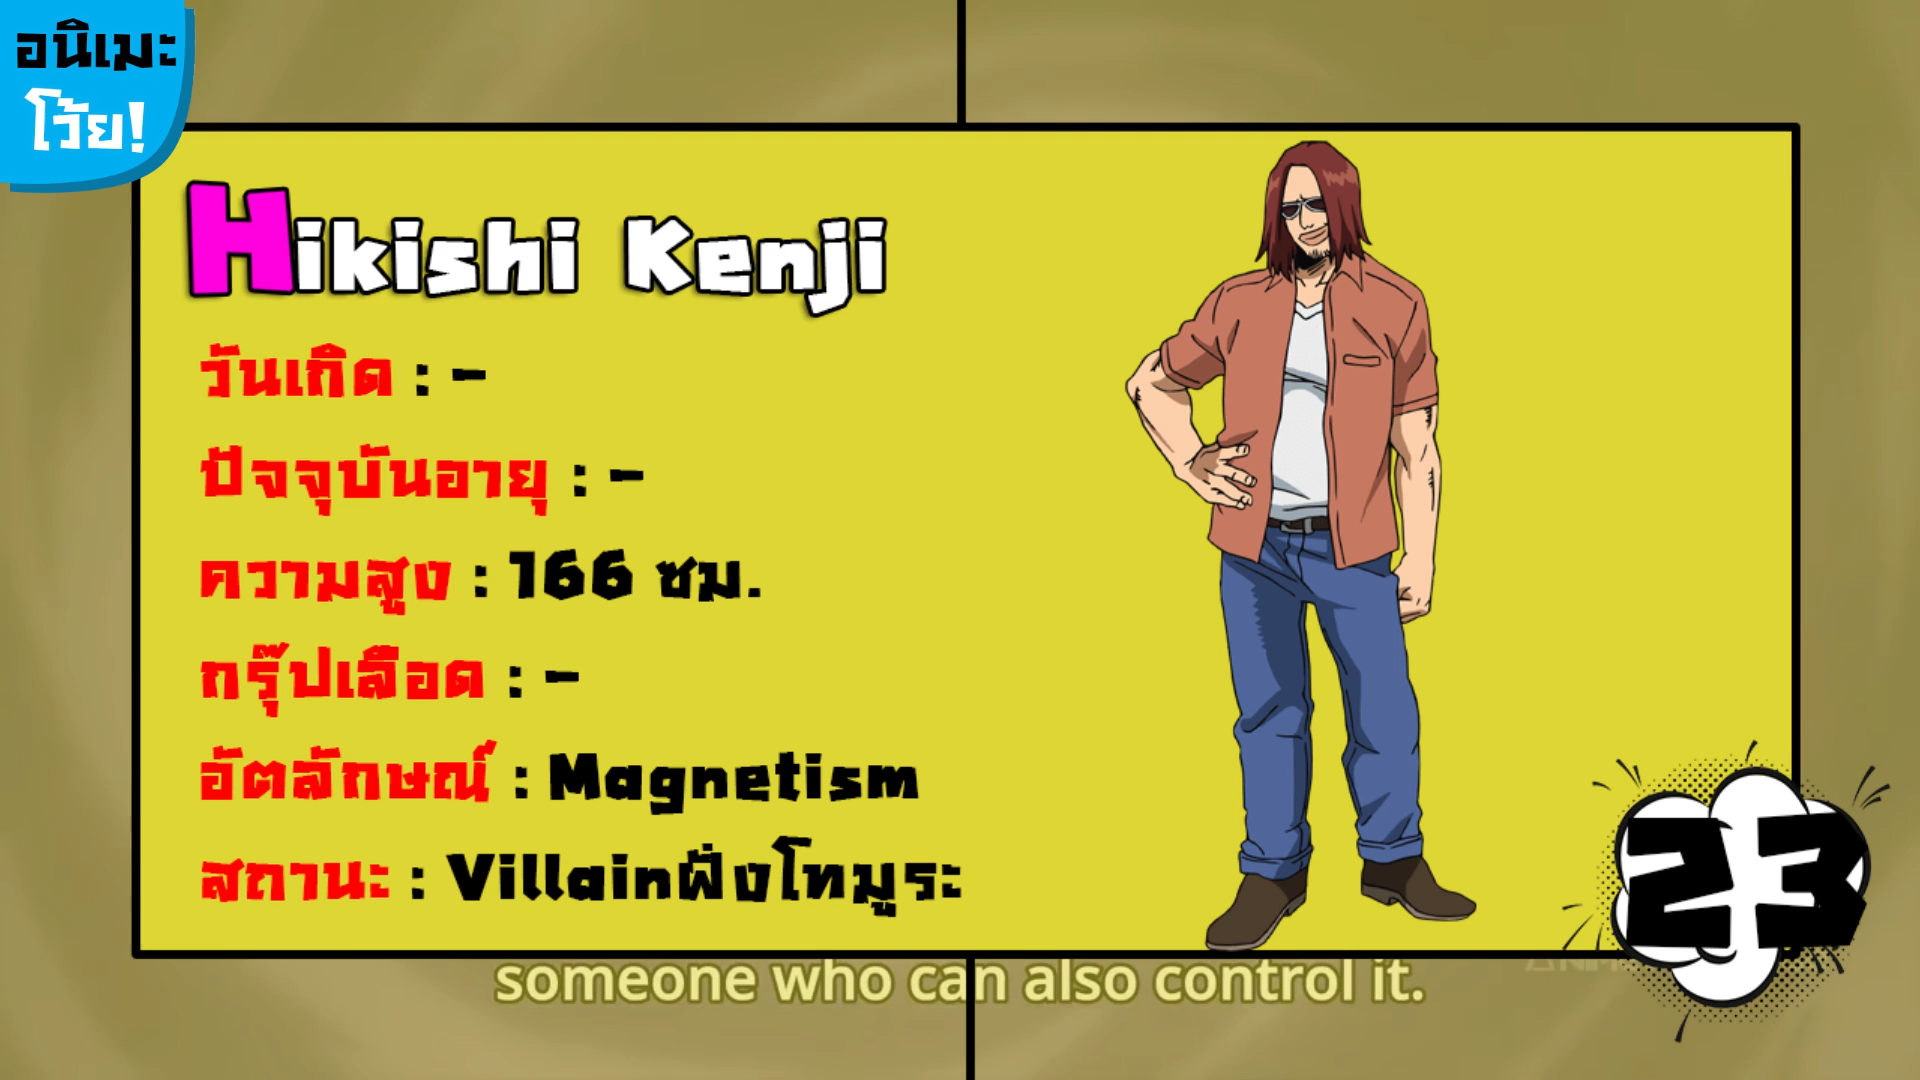 อนิเมะ
โว้ย!
Hikishi Kenji
วันเกิด : -
ปัจจุบันอายุ : -
ความสูง : 166 ซม.
กรุ๊ปเลือด : -
อัตลักษณ์ : Magnetism
สถานะ : Villainฝั่งโทมูระ
23
someone who can also control it.